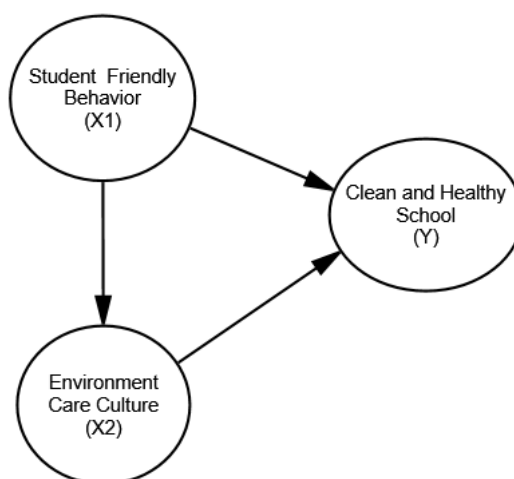 Student Friendly
Behavior
(X1)
Clean and Healthy
School
(Y)
Environment
Care Culture
(X2)